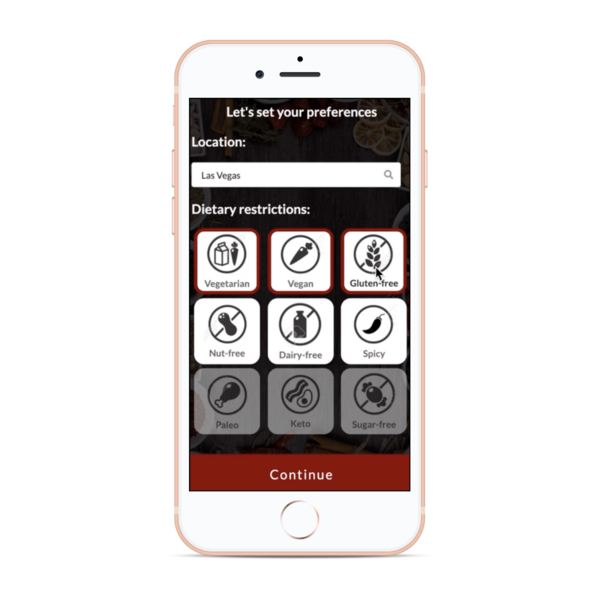 Let's set your preferences
Location:
Las Vegas
Dietary restrictions:
Vegetarian Vegan Gluten-free
Nut-free Dairy-free Spicy
Paleo Keto Sugar-free
Continue